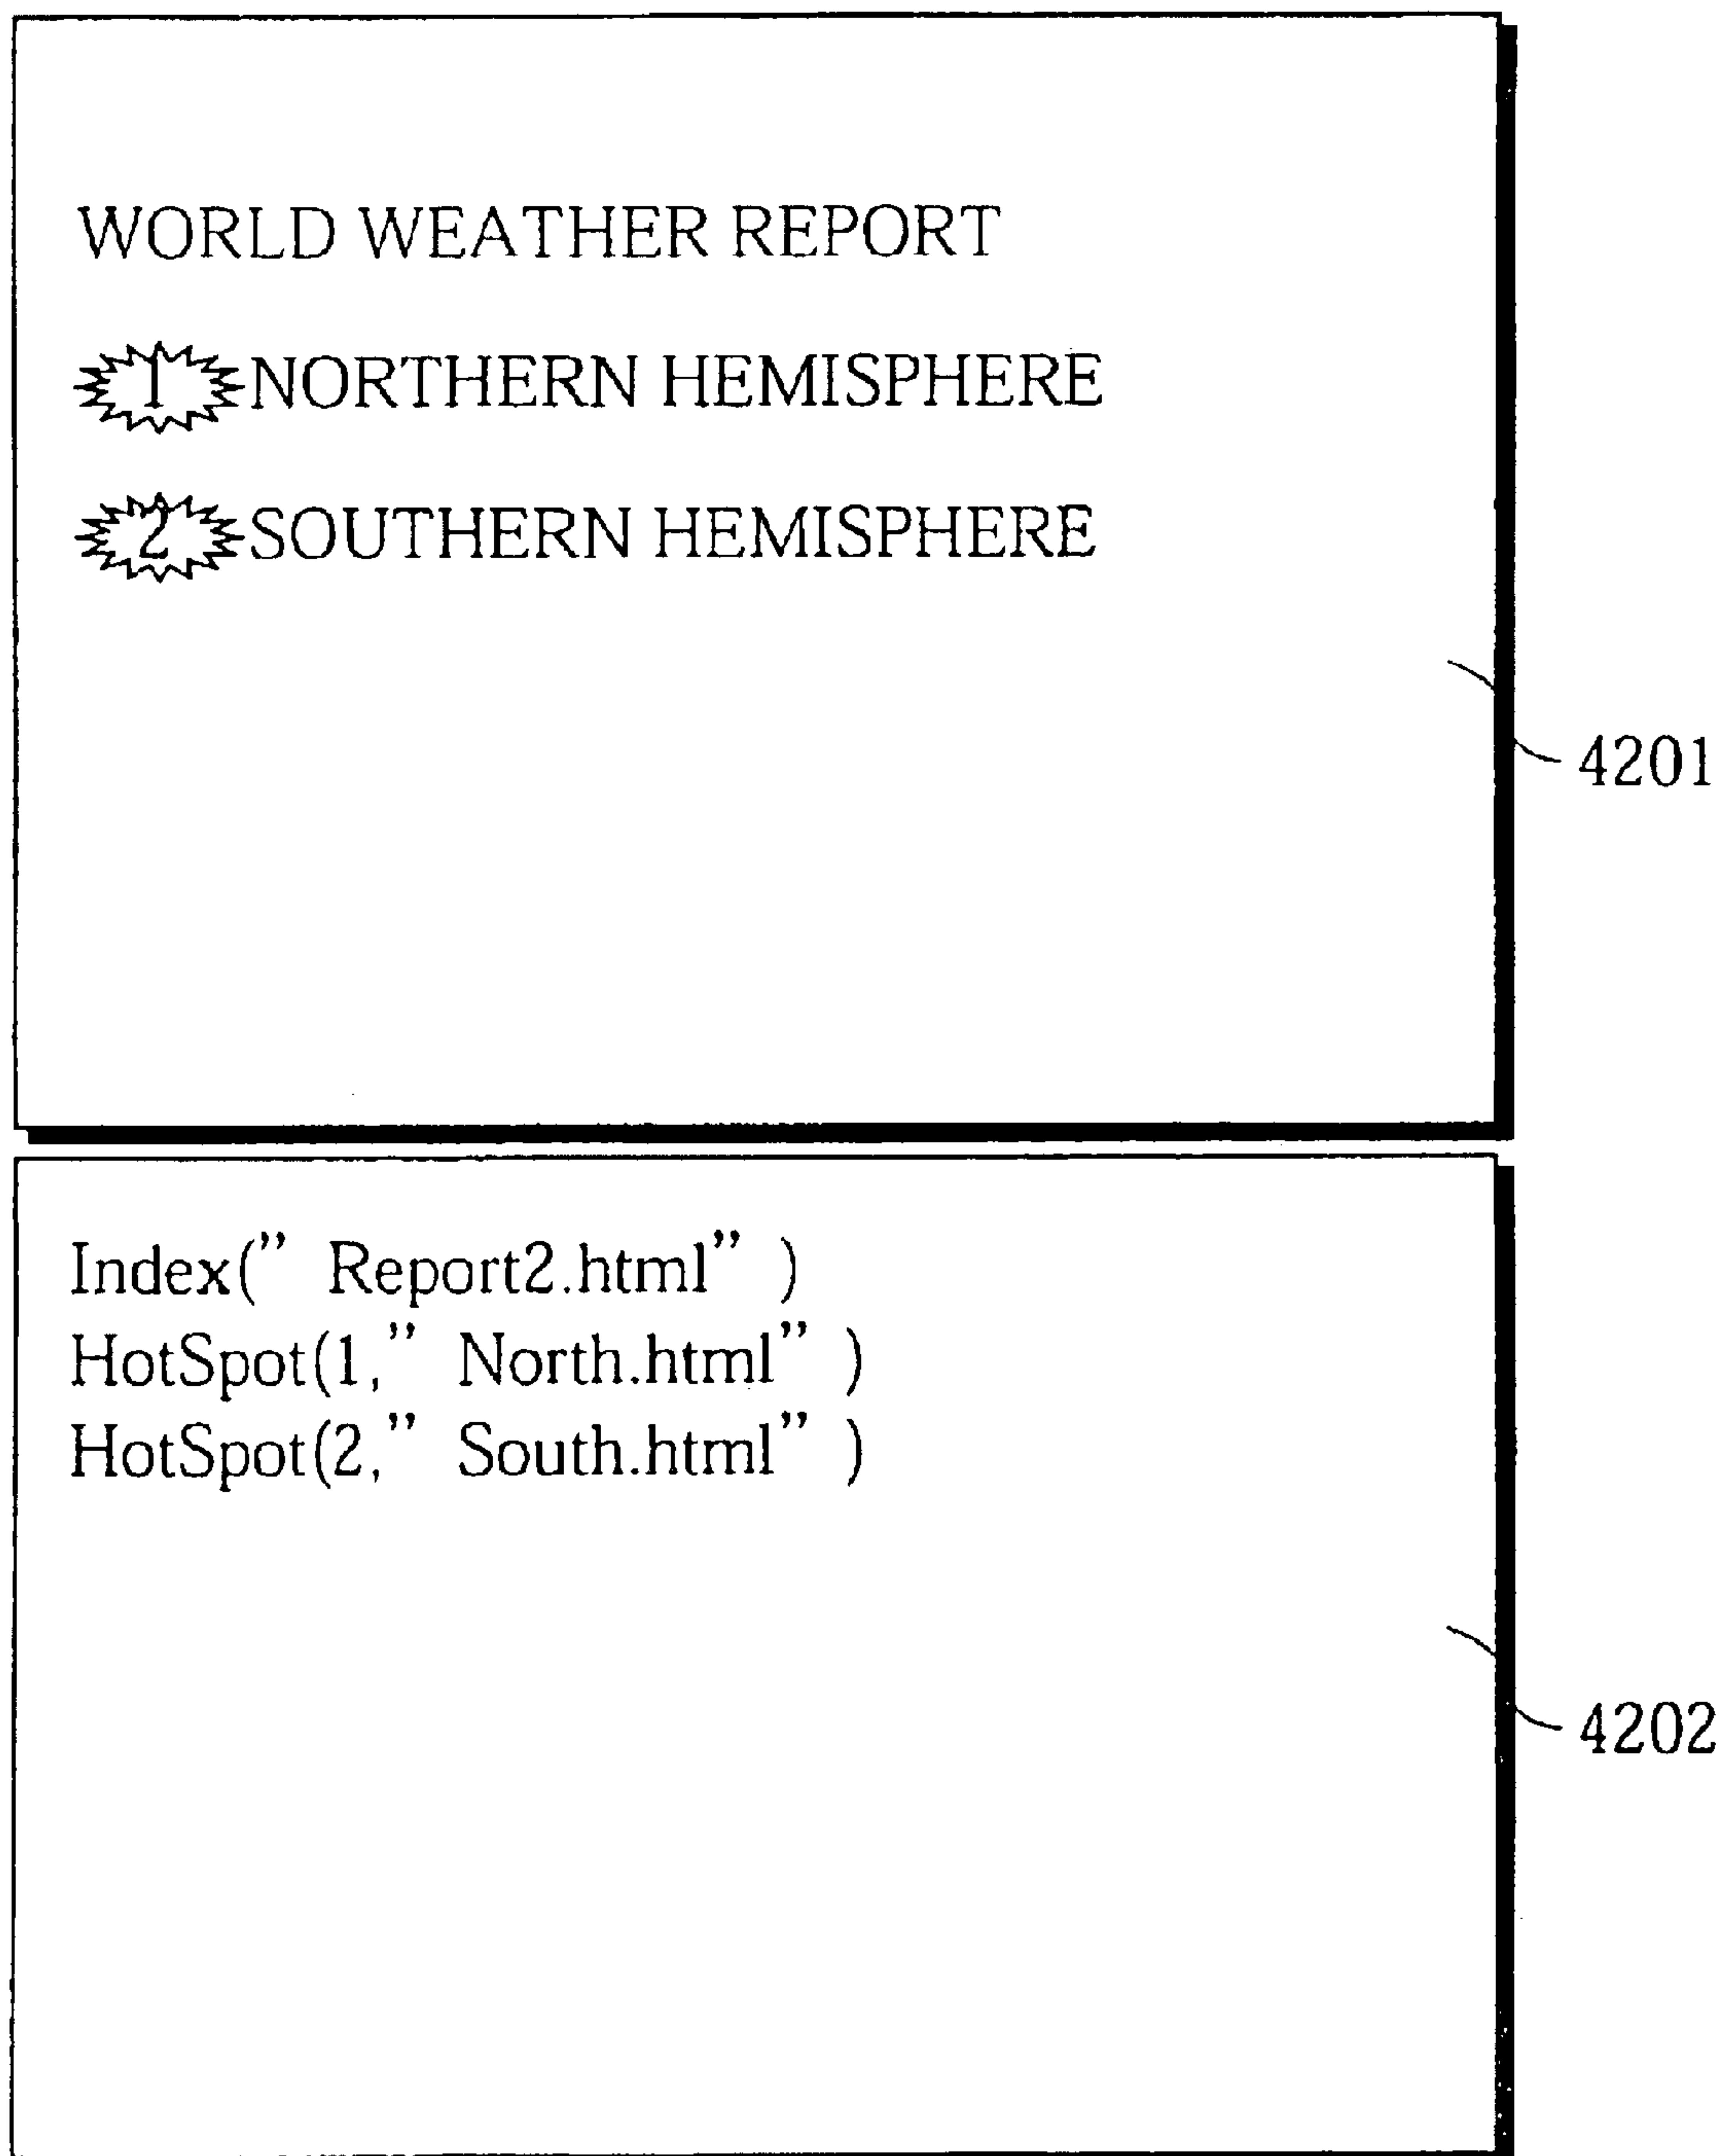 WORLD WEATHER REPORT
1 NORTHERN HEMISPHERE
2 SOUTHERN HEMISPHERE
4201
Index(” Report2.html” )
HotSpot(1,” North.html” )
HotSpot(2,” South.html” )
4202